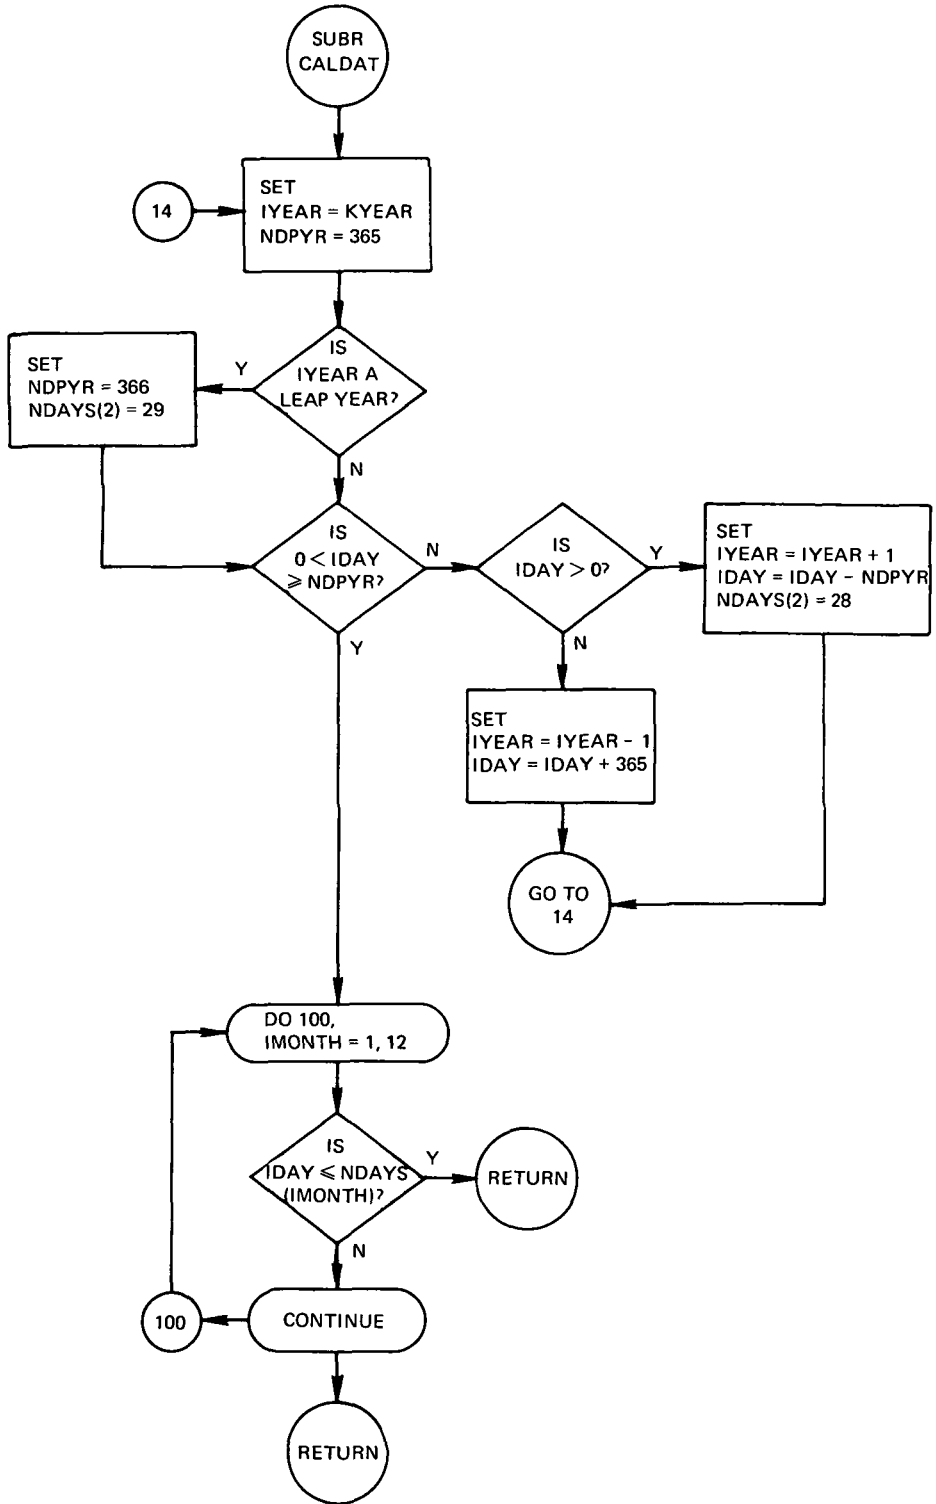 SUBR
CALDAT
14
SET
IYEAR = KYEAR
NDPYR = 365
IS
IYEAR A
LEAP YEAR?
Y
N
SET
NDPYR = 366
NDAYS(2) = 29
IS
0 < IDAY
⩾ NDPYR?
N
Y
IS
IDAY > 0?
Y
N
SET
IYEAR = IYEAR + 1
IDAY = IDAY - NDPYR
NDAYS(2) = 28
SET
IYEAR = IYEAR - 1
IDAY = IDAY + 365
GO TO
14
DO 100,
IMONTH = 1, 12
IS
IDAY ⩽ NDAYS
(IMONTH)?
Y
RETURN
N
100
CONTINUE
RETURN